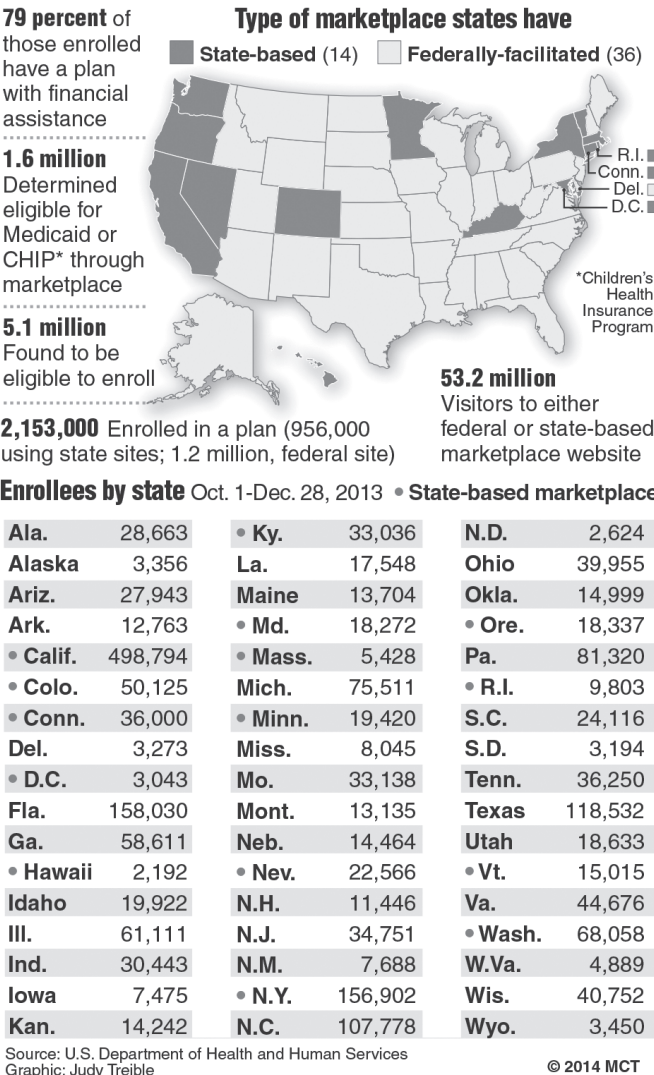 79 percent of
those enrolled
have a plan
with financial
assistance
1.6 million
Determined
eligible for
Medicaid or
CHIP* through
marketplace
5.1 million
Found to be
eligible to enroll
2,153,000 Enrolled in a plan (956,000
using state sites; 1.2 million, federal site)
Type of marketplace states have
State-based (14) Federally-facilitated (36)
R.I.
Conn.
Del.
D.C.
*Children's
Health
Insurance
Program
53.2 million
Visitors to either
federal or state-based
marketplace website
Enrollees by state Oct. 1-Dec. 28, 2013 • State-based marketplace
Ala. 28,663
Alaska 3,356
Ariz. 27,943
Ark. 12,763
• Calif. 498,794
• Colo. 50,125
• Conn. 36,000
Del. 3,273
• D.C. 3,043
Fla. 158,030
Ga. 58,611
• Hawaii 2,192
Idaho 19,922
Ill. 61,111
Ind. 30,443
Iowa 7,475
Kan. 14,242
• Ky. 33,036
La. 17,548
Maine 13,704
• Md. 18,272
• Mass. 5,428
Mich. 75,511
• Minn. 19,420
Miss. 8,045
Mo. 33,138
Mont. 13,135
Neb. 14,464
• Nev. 22,566
N.H. 11,446
N.J. 34,751
N.M. 7,688
• N.Y. 156,902
N.C. 107,778
N.D. 2,624
Ohio 39,955
Okla. 14,999
• Ore. 18,337
Pa. 81,320
• R.I. 9,803
S.C. 24,116
S.D. 3,194
Tenn. 36,250
Texas 118,532
Utah 18,633
• Vt. 15,015
Va. 44,676
• Wash. 68,058
W.Va. 4,889
Wis. 40,752
Wyo. 3,450
Source: U.S. Department of Health and Human Services
Graphic: Judy Treible
© 2014 MCT